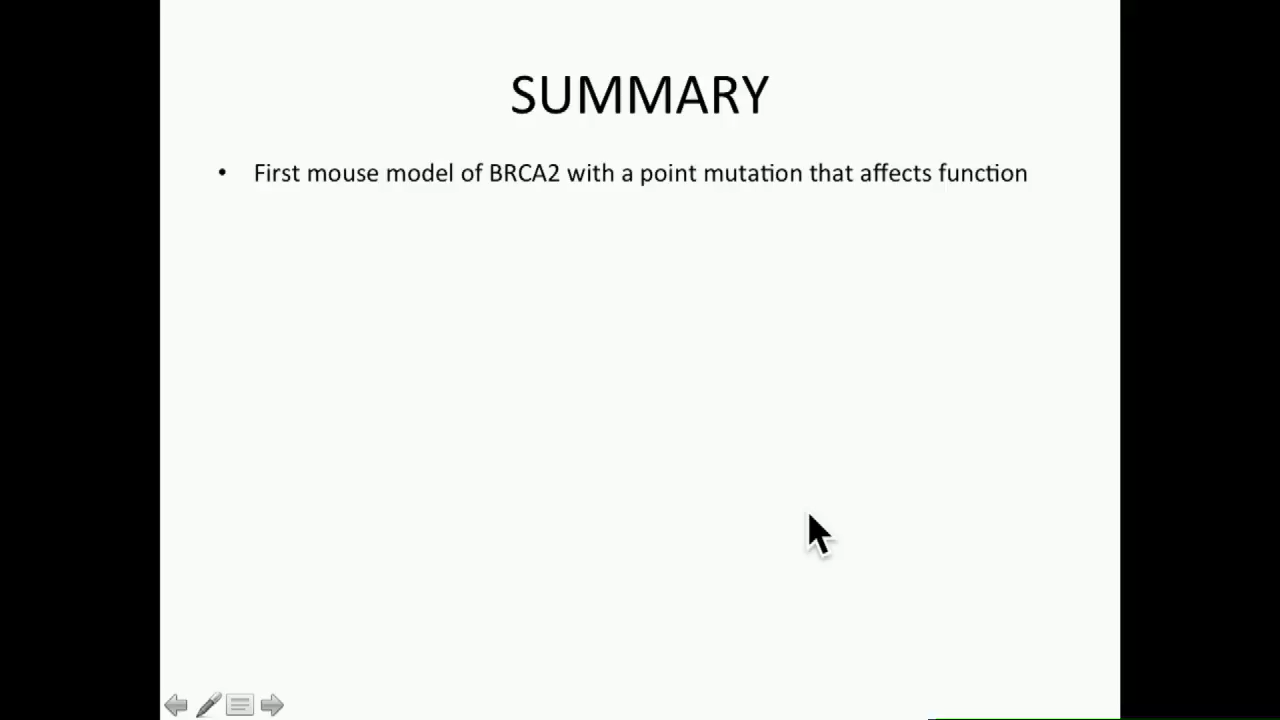 SUMMARY
• First mouse model of BRCA2 with a point mutation that affects function